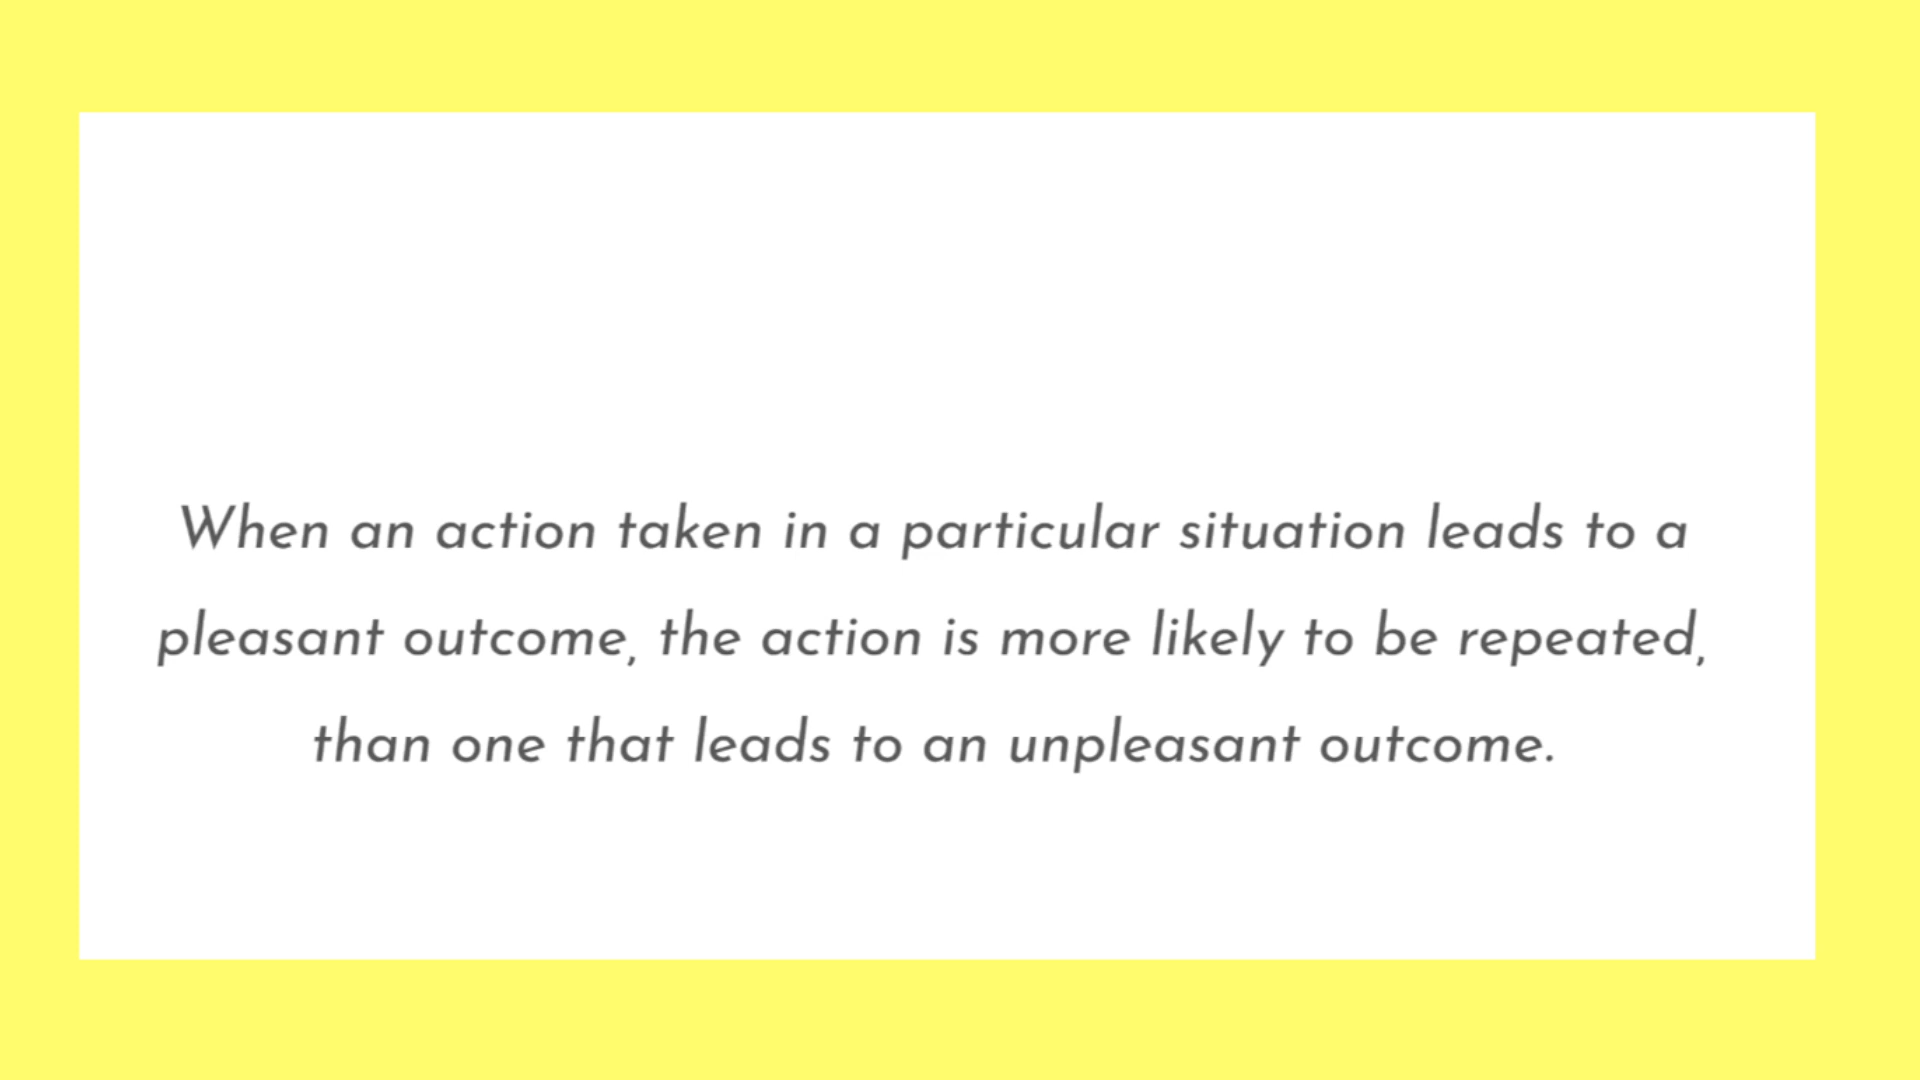 When an action taken in a particular situation leads to a
pleasant outcome, the action is more likely to be repeated,
than one that leads to an unpleasant outcome.